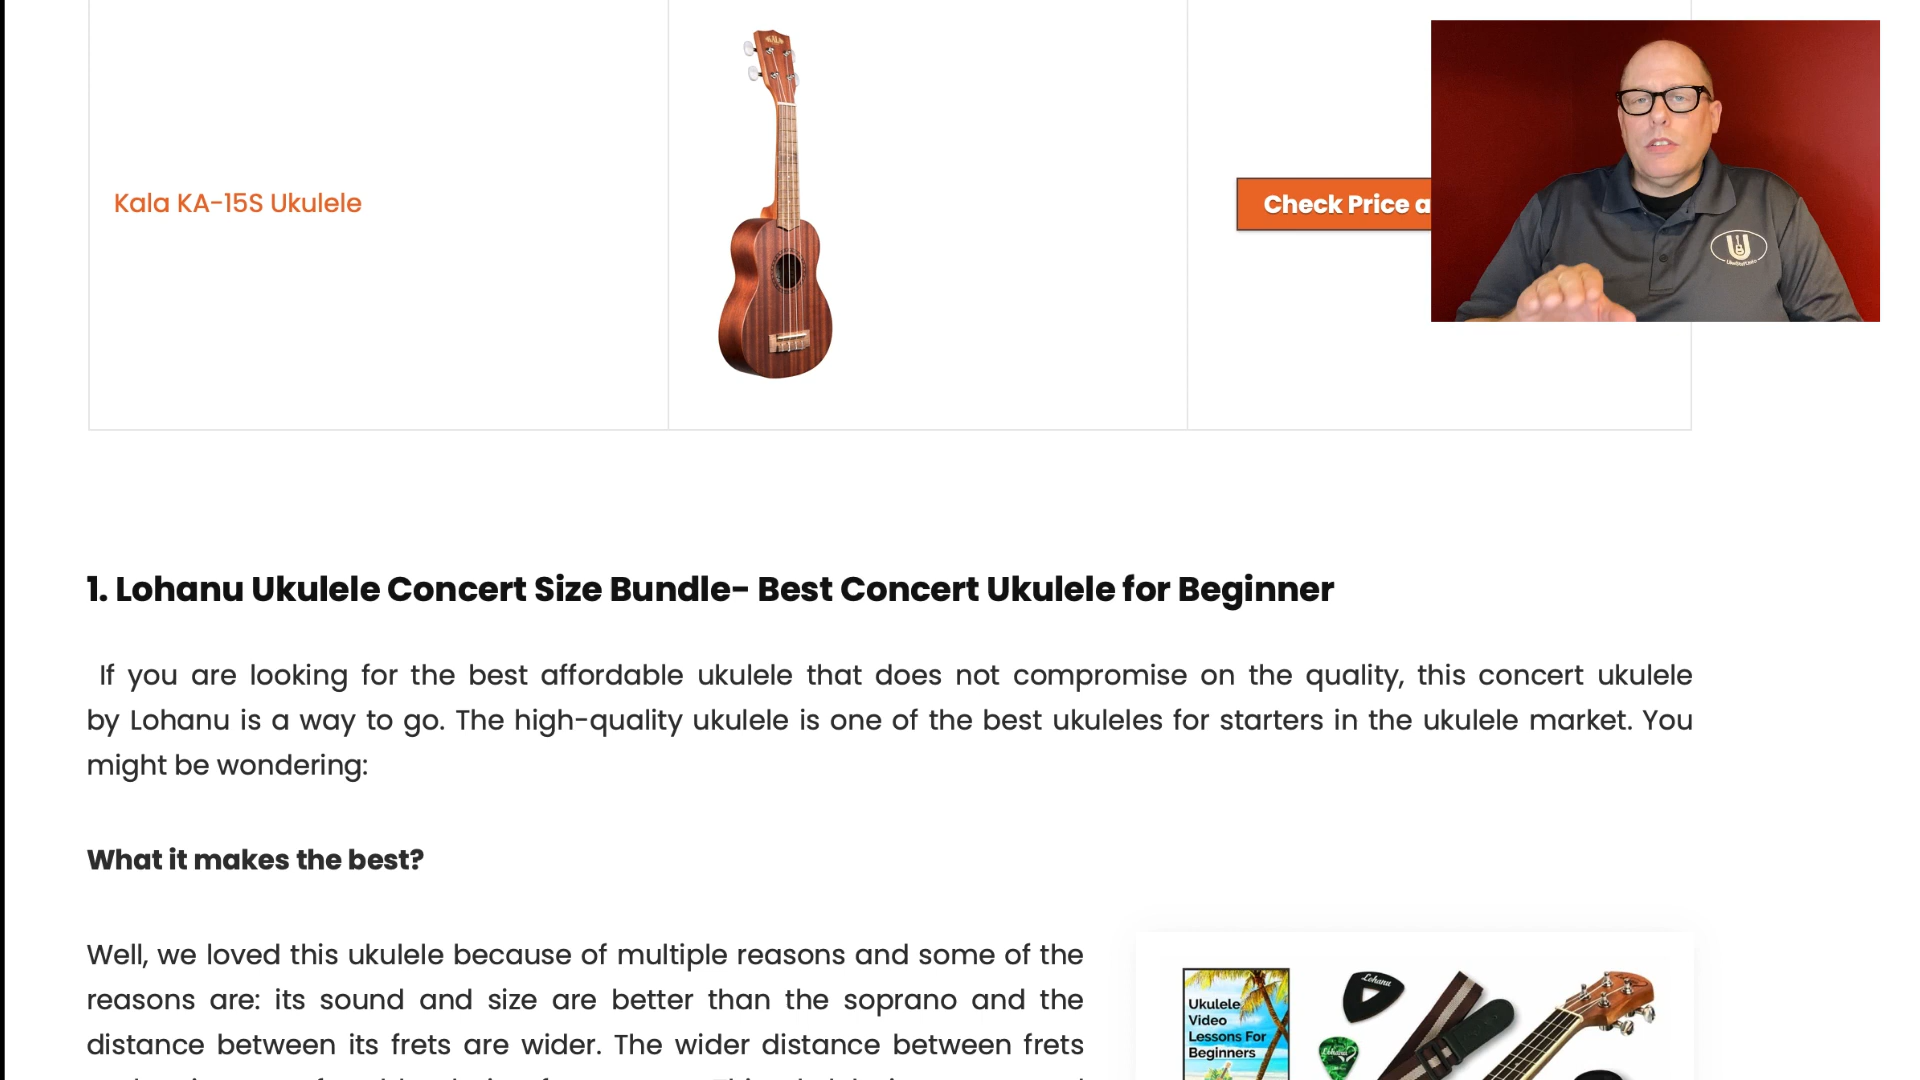 KALA
Kala KA-15S Ukulele
Check Price a
U
1. Lohanu Ukulele Concert Size Bundle- Best Concert Ukulele for Beginner
If you are looking for the best affordable ukulele that does not compromise on the quality, this concert ukulele
by Lohanu is a way to go. The high-quality ukulele is one of the best ukuleles for starters in the ukulele market. You
might be wondering:
What it makes the best?
Well, we loved this ukulele because of multiple reasons and some of the
reasons are: its sound and size are better than the soprano and the
distance between its frets are wider. The wider distance between frets
Ukulele
Video
Lessons For
Beginners
Lohanu
Lohanu